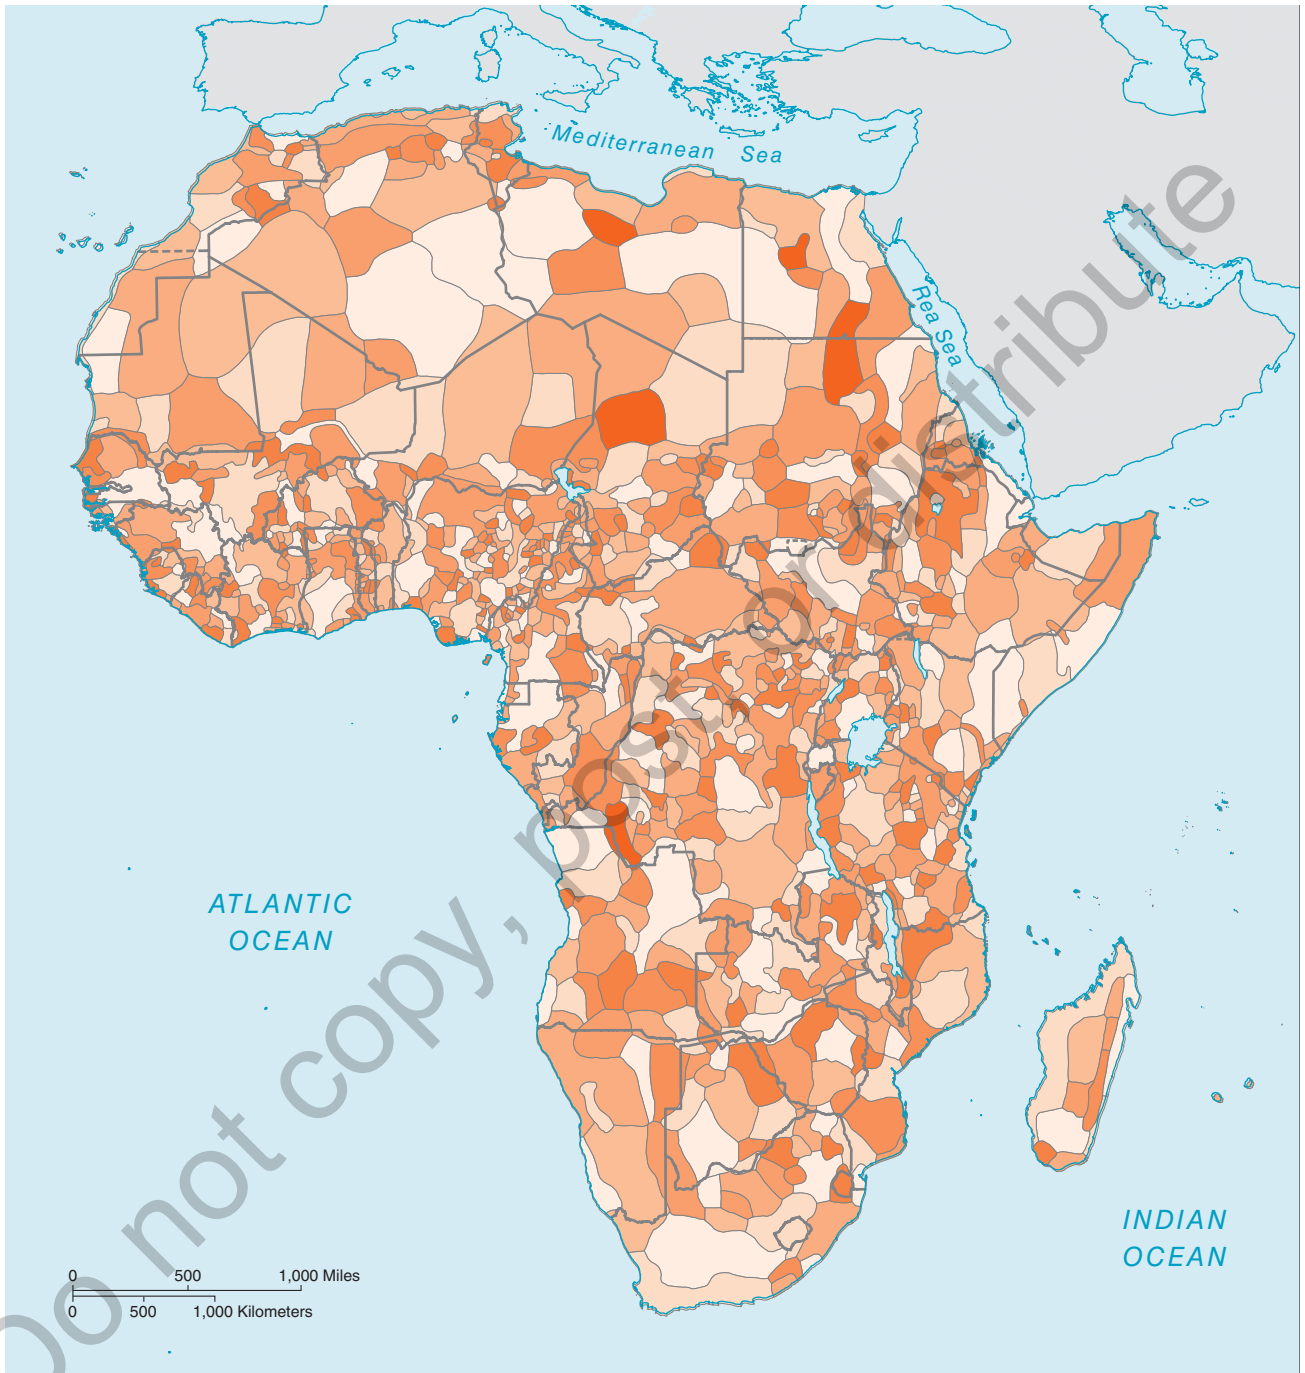 Mediterranean Sea
Rea Sea
ATLANTIC
OCEAN
INDIAN
OCEAN
0 500 1,000 Miles
0 500 1,000 Kilometers
Do not copy, post, or distribute